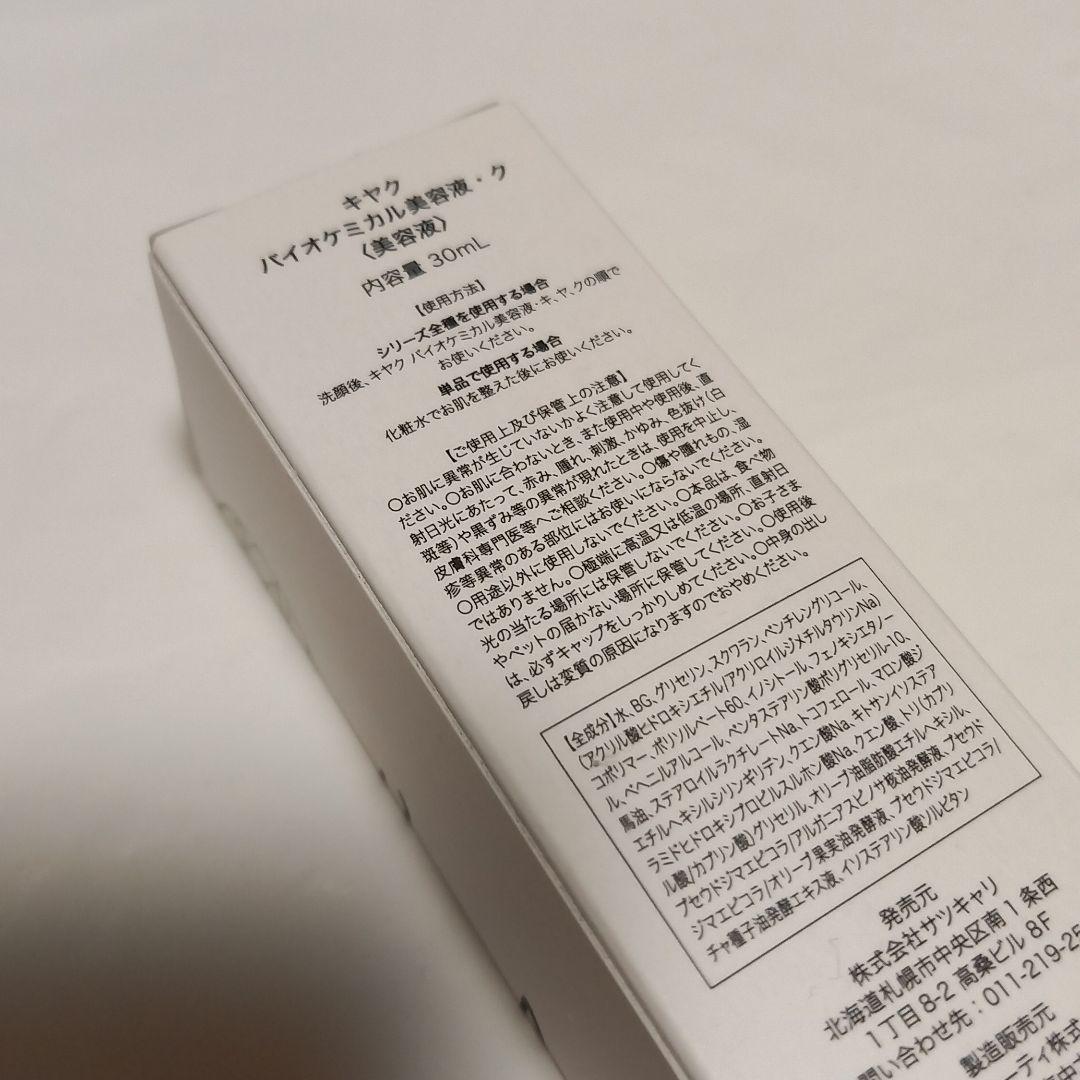 キヤク
バイオケミカル美容液・ク
〈美容液〉
内容量 30mL
【使用方法】
シリーズ全種を使用する場合
洗顔後、キヤク バイオケミカル美容液・キ、ヤ、クの順で
お使いください。
単品で使用する場合
化粧水でお肌を整えた後にお使いください。
【ご使用上及び保管上の注意】
〇お肌に異常が生じていないかよく注意して使用してく
ださい。〇お肌に合わないとき、また使用中や使用後、直
射日光にあたって、赤み、腫れ、刺激、かゆみ、色抜け(白
斑等)や黒ずみ等の異常が現れたときは、使用を中止し、
皮膚科専門医等へご相談ください。〇傷や腫れもの、湿
疹等異常のある部位にはお使いにならないでください。
〇用途以外に使用しないでください。〇本品は、食べ物
ではありません。〇極端に高温又は低温の場所、直射日
光の当たる場所には保管しないでください。〇お子さま
やペットの届かない場所に保管してください。〇使用後
は、必ずキャップをしっかりしめてください。〇中身の出し
戻しは変質の原因になりますのでおやめください。
【全成分】水、BG、グリセリン、スクワラン、ペンチレングリコール、
(アクリル酸ヒドロキシエチル/アクリロイルジメチルタウリンNa)
コポリマー、ポリソルベート60、イノシトール、フェノキシエタノー
ル、ベヘニルアルコール、ペンタステアリン酸ポリグリセリル-10、
馬油、ステアロイルラクチレートNa、トコフェロール、マロン酸ジ
エチルヘキシルシリンギリデン、クエン酸Na、キトサンイソステア
ラミドヒドロキシプロピルスルホン酸Na、クエン酸、トリ(カプリ
ル酸/カプリン酸)グリセリル、オリーブ油脂肪酸エチルヘキシル、
プセウドジマエピコラ/アルガニアスピノサ核油発酵液、プセウド
ジマエピコラ/オリーブ果実油発酵液、プセウドジマエピコラ/
チャ種子油発酵エキス液、イソステアリン酸ソルビタン
発売元
株式会社サツキャリ
北海道札幌市中央区南1条西
1丁目8-2 高桑ビル 8F
問い合わせ先:011-219-25
製造販売元
ーティ株式